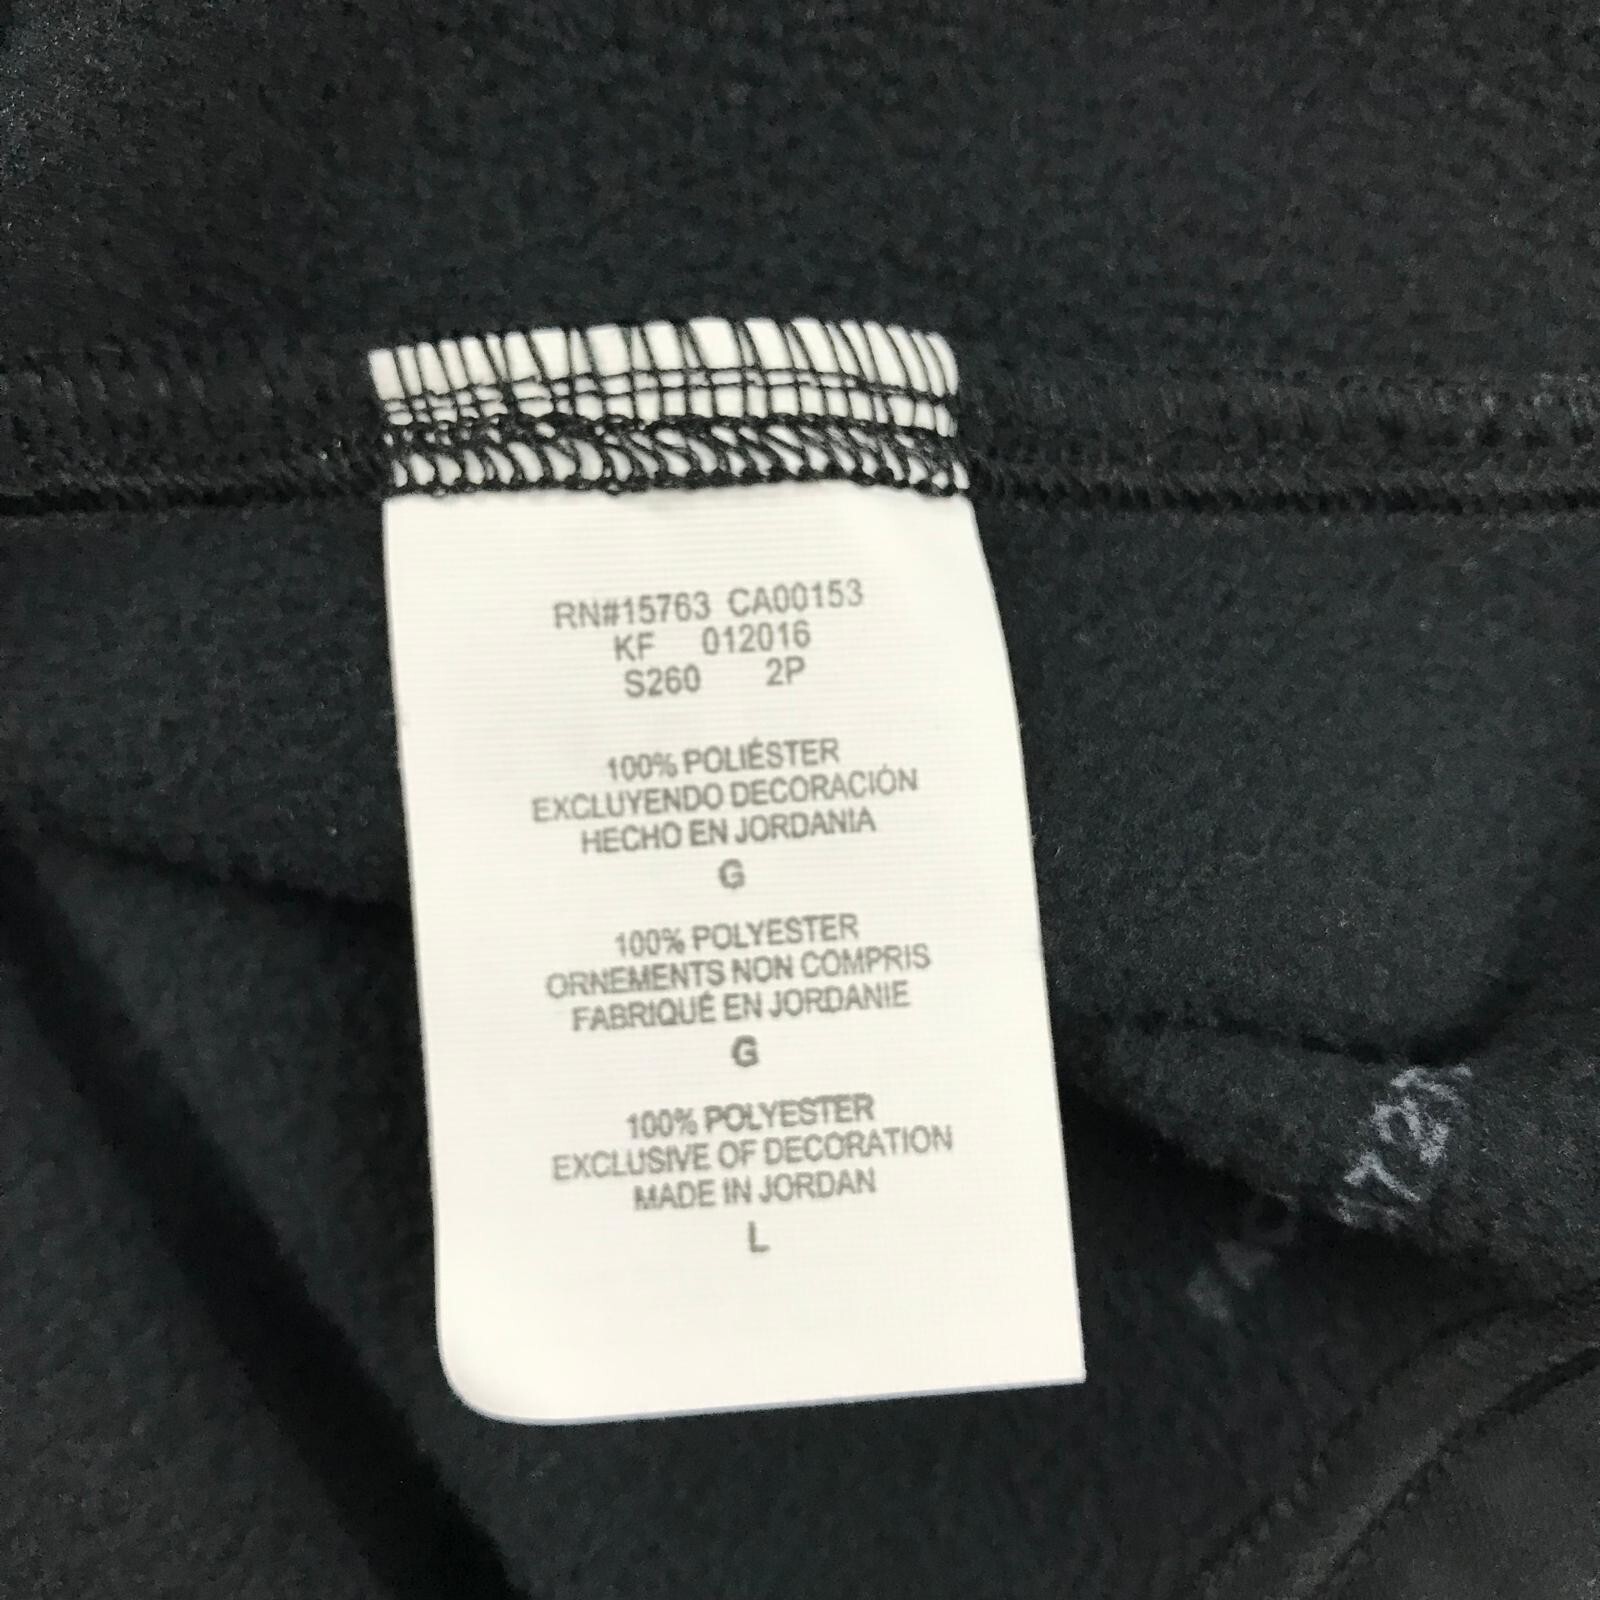 RN#15763 CA00153
KF 012016
S260 2P
100% POLIÉSTER
EXCLUYENDO DECORACIÓN
HECHO EN JORDANIA
G
100% POLYESTER
ORNEMENTS NON COMPRIS
FABRIQUÉ EN JORDANIE
G
100% POLYESTER
EXCLUSIVE OF DECORATION
MADE IN JORDAN
L